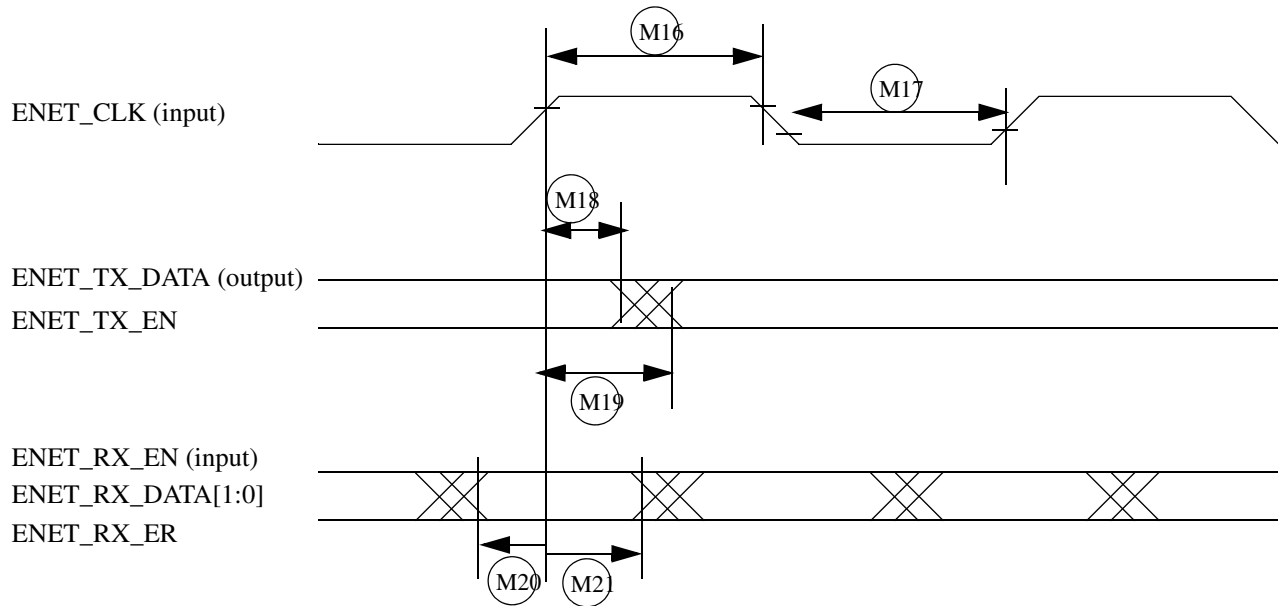 M16
M17
ENET_CLK (input)
M18
ENET_TX_DATA (output)
ENET_TX_EN
M19
ENET_RX_EN (input)
ENET_RX_DATA[1:0]
ENET_RX_ER
M20
M21